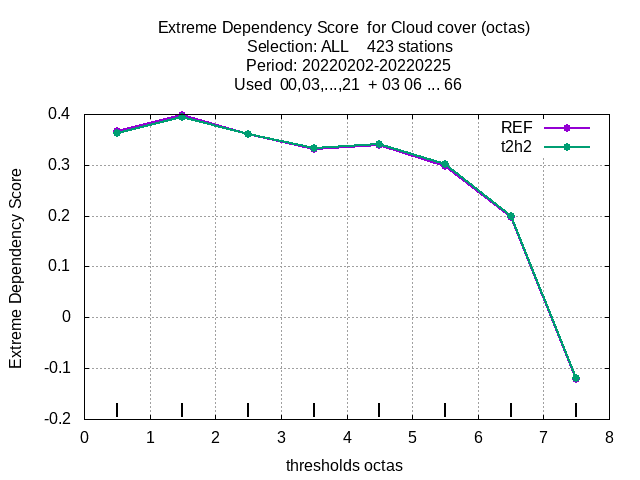 Extreme Dependency Score  for Cloud cover (octas)
Selection: ALL    423 stations
Period: 20220202-20220225
Used  00,03,...,21  + 03 06 ... 66
REF
t2h2
Extreme Dependency Score
0.4
0.3
0.2
0.1
0
-0.1
-0.2
0 1 2 3 4 5 6 7 8
thresholds octas